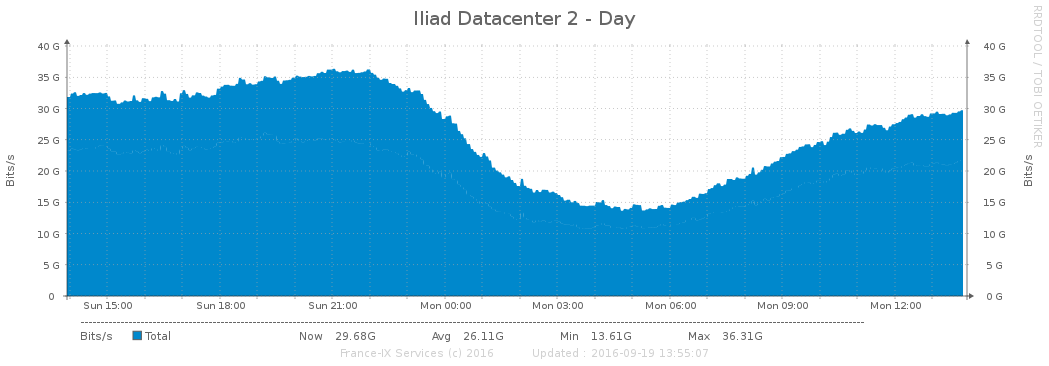 Iliad Datacenter 2 - Day
RRDTOOL / TOBI OETIKER
Bits/s
Bits/s
40 G 40 G
35 G 35 G
30 G 30 G
25 G 25 G
20 G 20 G
15 G 15 G
10 G 10 G
5 G 5 G
0 0 G
Sun 15:00 Sun 18:00 Sun 21:00 Mon 00:00 Mon 03:00 Mon 06:00 Mon 09:00 Mon 12:00
Bits/s Total Now 29.68G Avg 26.11G Min 13.61G Max 36.31G
France-IX Services (c) 2016 Updated : 2016-09-19 13:55:07